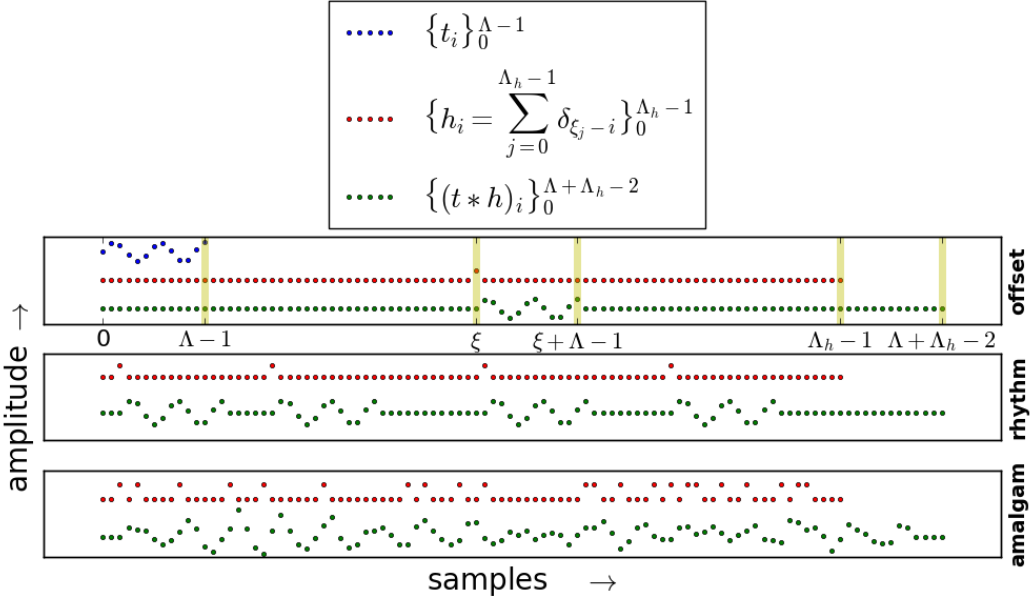 {t_i}_0^{Λ−1}
{h_i = ∑_{j=0}^{Λ_h−1} δ_{ξ_j−i}}_0^{Λ_h−1}
{(t∗h)_i}_0^{Λ+Λ_h−2}
offset
0 Λ−1 ξ ξ+Λ−1 Λ_h−1 Λ+Λ_h−2
rhythm
amplitude →
amalgam
samples →